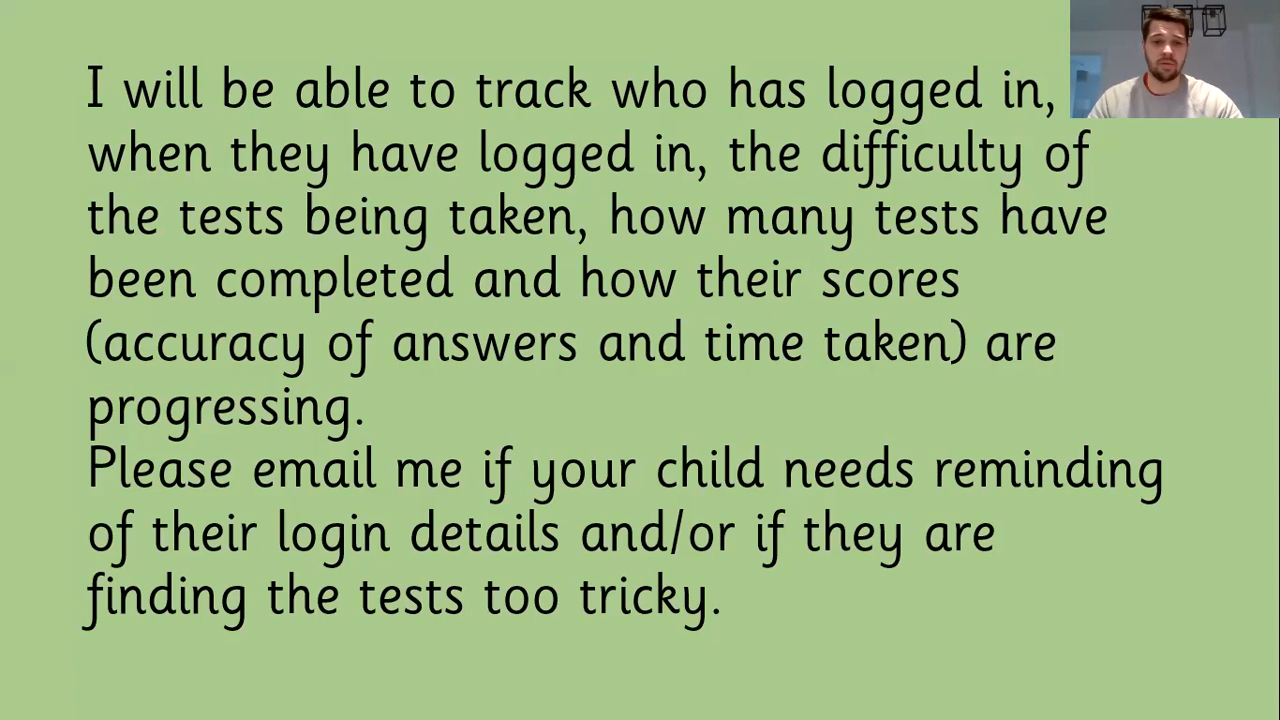 I will be able to track who has logged in,
when they have logged in, the difficulty of
the tests being taken, how many tests have
been completed and how their scores
(accuracy of answers and time taken) are
progressing.
Please email me if your child needs reminding
of their login details and/or if they are
finding the tests too tricky.